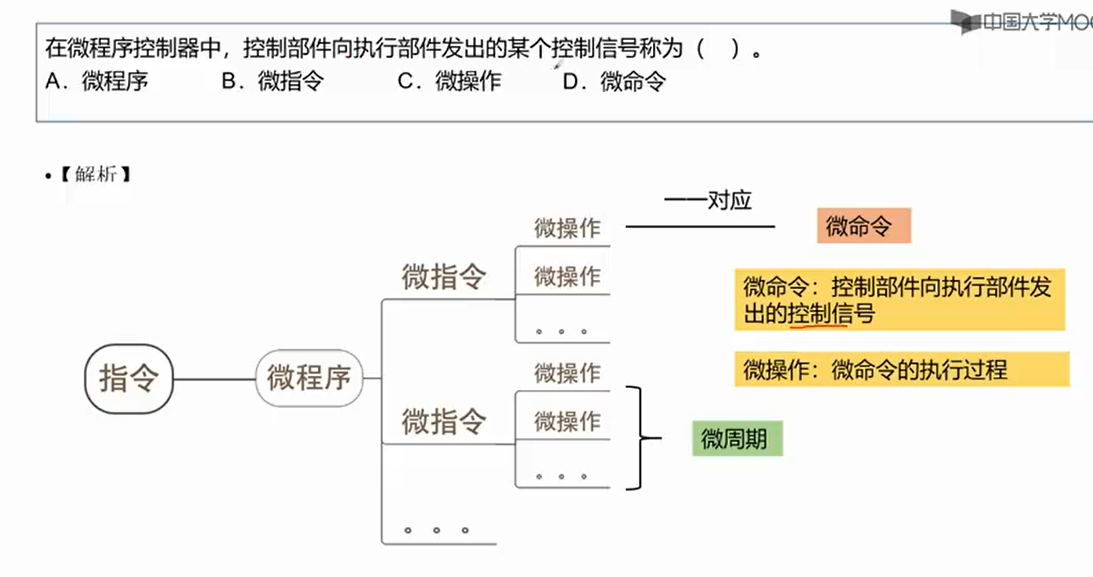 中国大学MOO
在微程序控制器中，控制部件向执行部件发出的某个控制信号称为（ ）。
A．微程序 B．微指令 C．微操作 D．微命令
•【解析】
一一对应
微操作
微命令
微指令
微操作
微命令：控制部件向执行部件发
出的控制信号
。。。
指令
微程序
微操作
微操作：微命令的执行过程
微指令
微操作
微周期
。。。
。。。